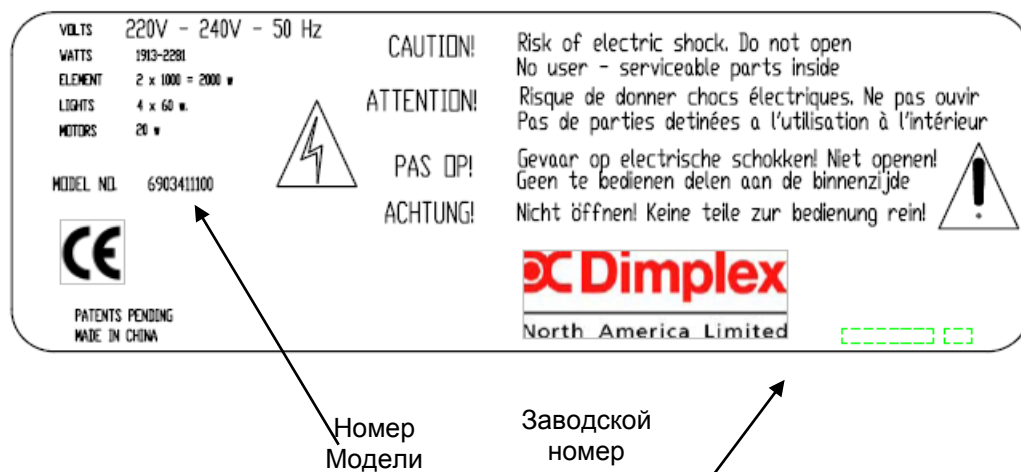 VOLTS 220V - 240V - 50 Hz
WATTS 1913-2281
ELEMENT 2 x 1000 = 2000 w
LIGHTS 4 x 60 w.
MOTORS 20 w
MODEL NO. 6903411100
CE
PATENTS PENDING
MADE IN CHINA
CAUTION! Risk of electric shock. Do not open
No user - serviceable parts inside
ATTENTION! Risque de donner chocs électriques. Ne pas ouvir
Pas de parties detinées a l'utilisation à l'intérieur
PAS OP! Gevaar op electrische schokken! Niet openen!
Geen te bedienen delen aan de binnenzijde
ACHTUNG! Nicht öffnen! Keine teile zur bedienung rein!
Dimplex
North America Limited
Номер
Модели
Заводской
номер